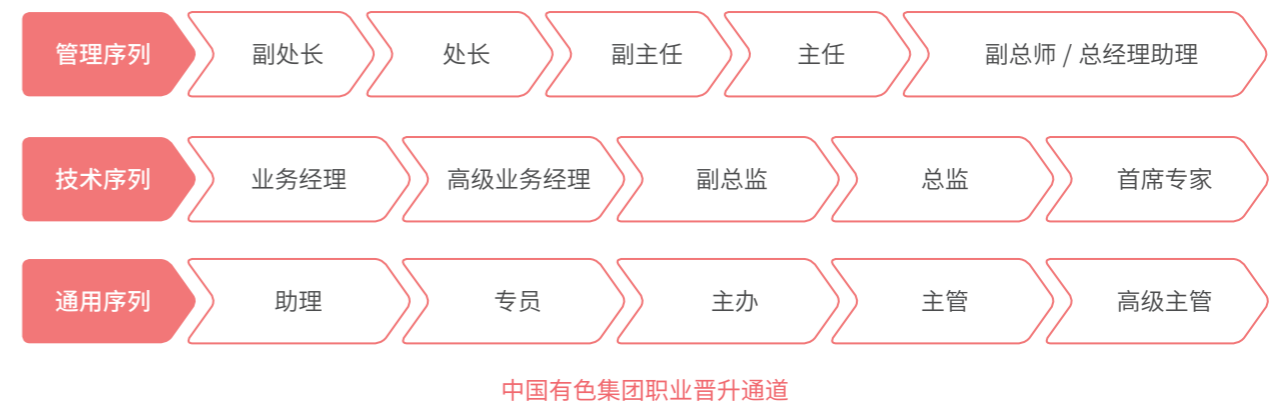 管理序列 副处长 处长 副主任 主任 副总师 / 总经理助理
技术序列 业务经理 高级业务经理 副总监 总监 首席专家
通用序列 助理 专员 主办 主管 高级主管
中国有色集团职业晋升通道